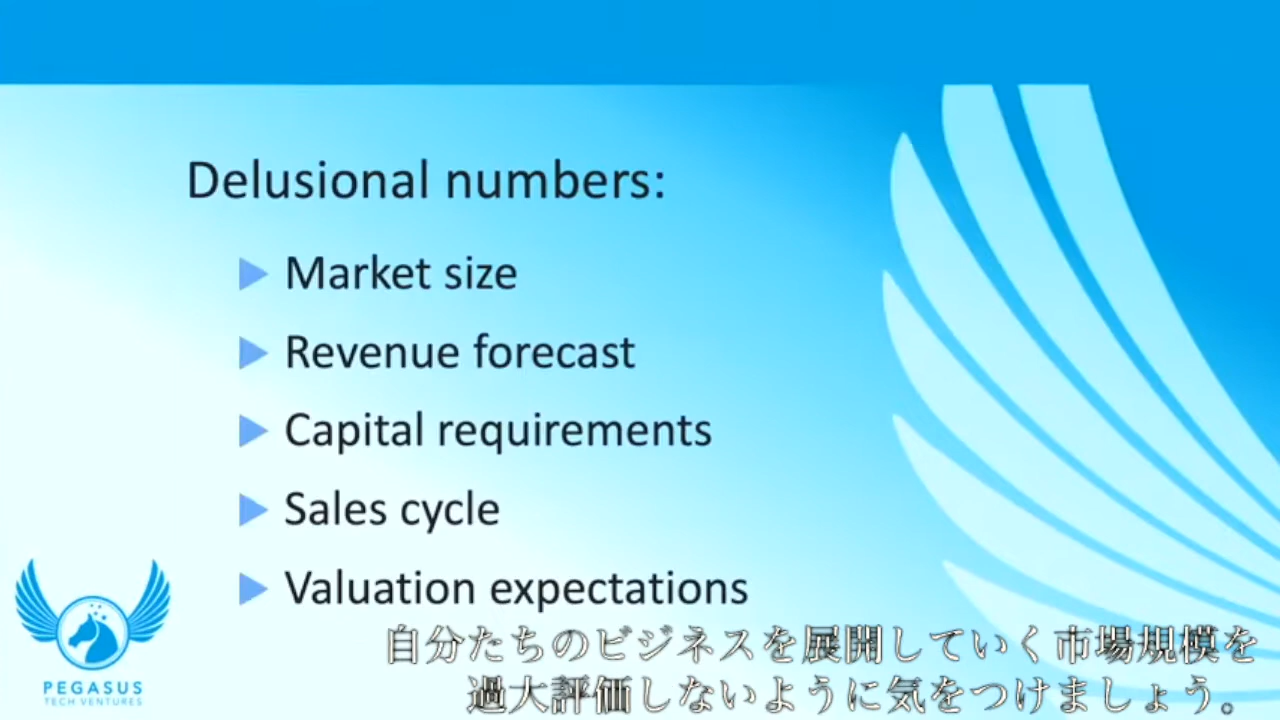 Delusional numbers:
Market size
Revenue forecast
Capital requirements
Sales cycle
Valuation expectations
PEGASUS
TECH VENTURES
自分たちのビジネスを展開していく市場規模を
過大評価しないように気をつけましょう。